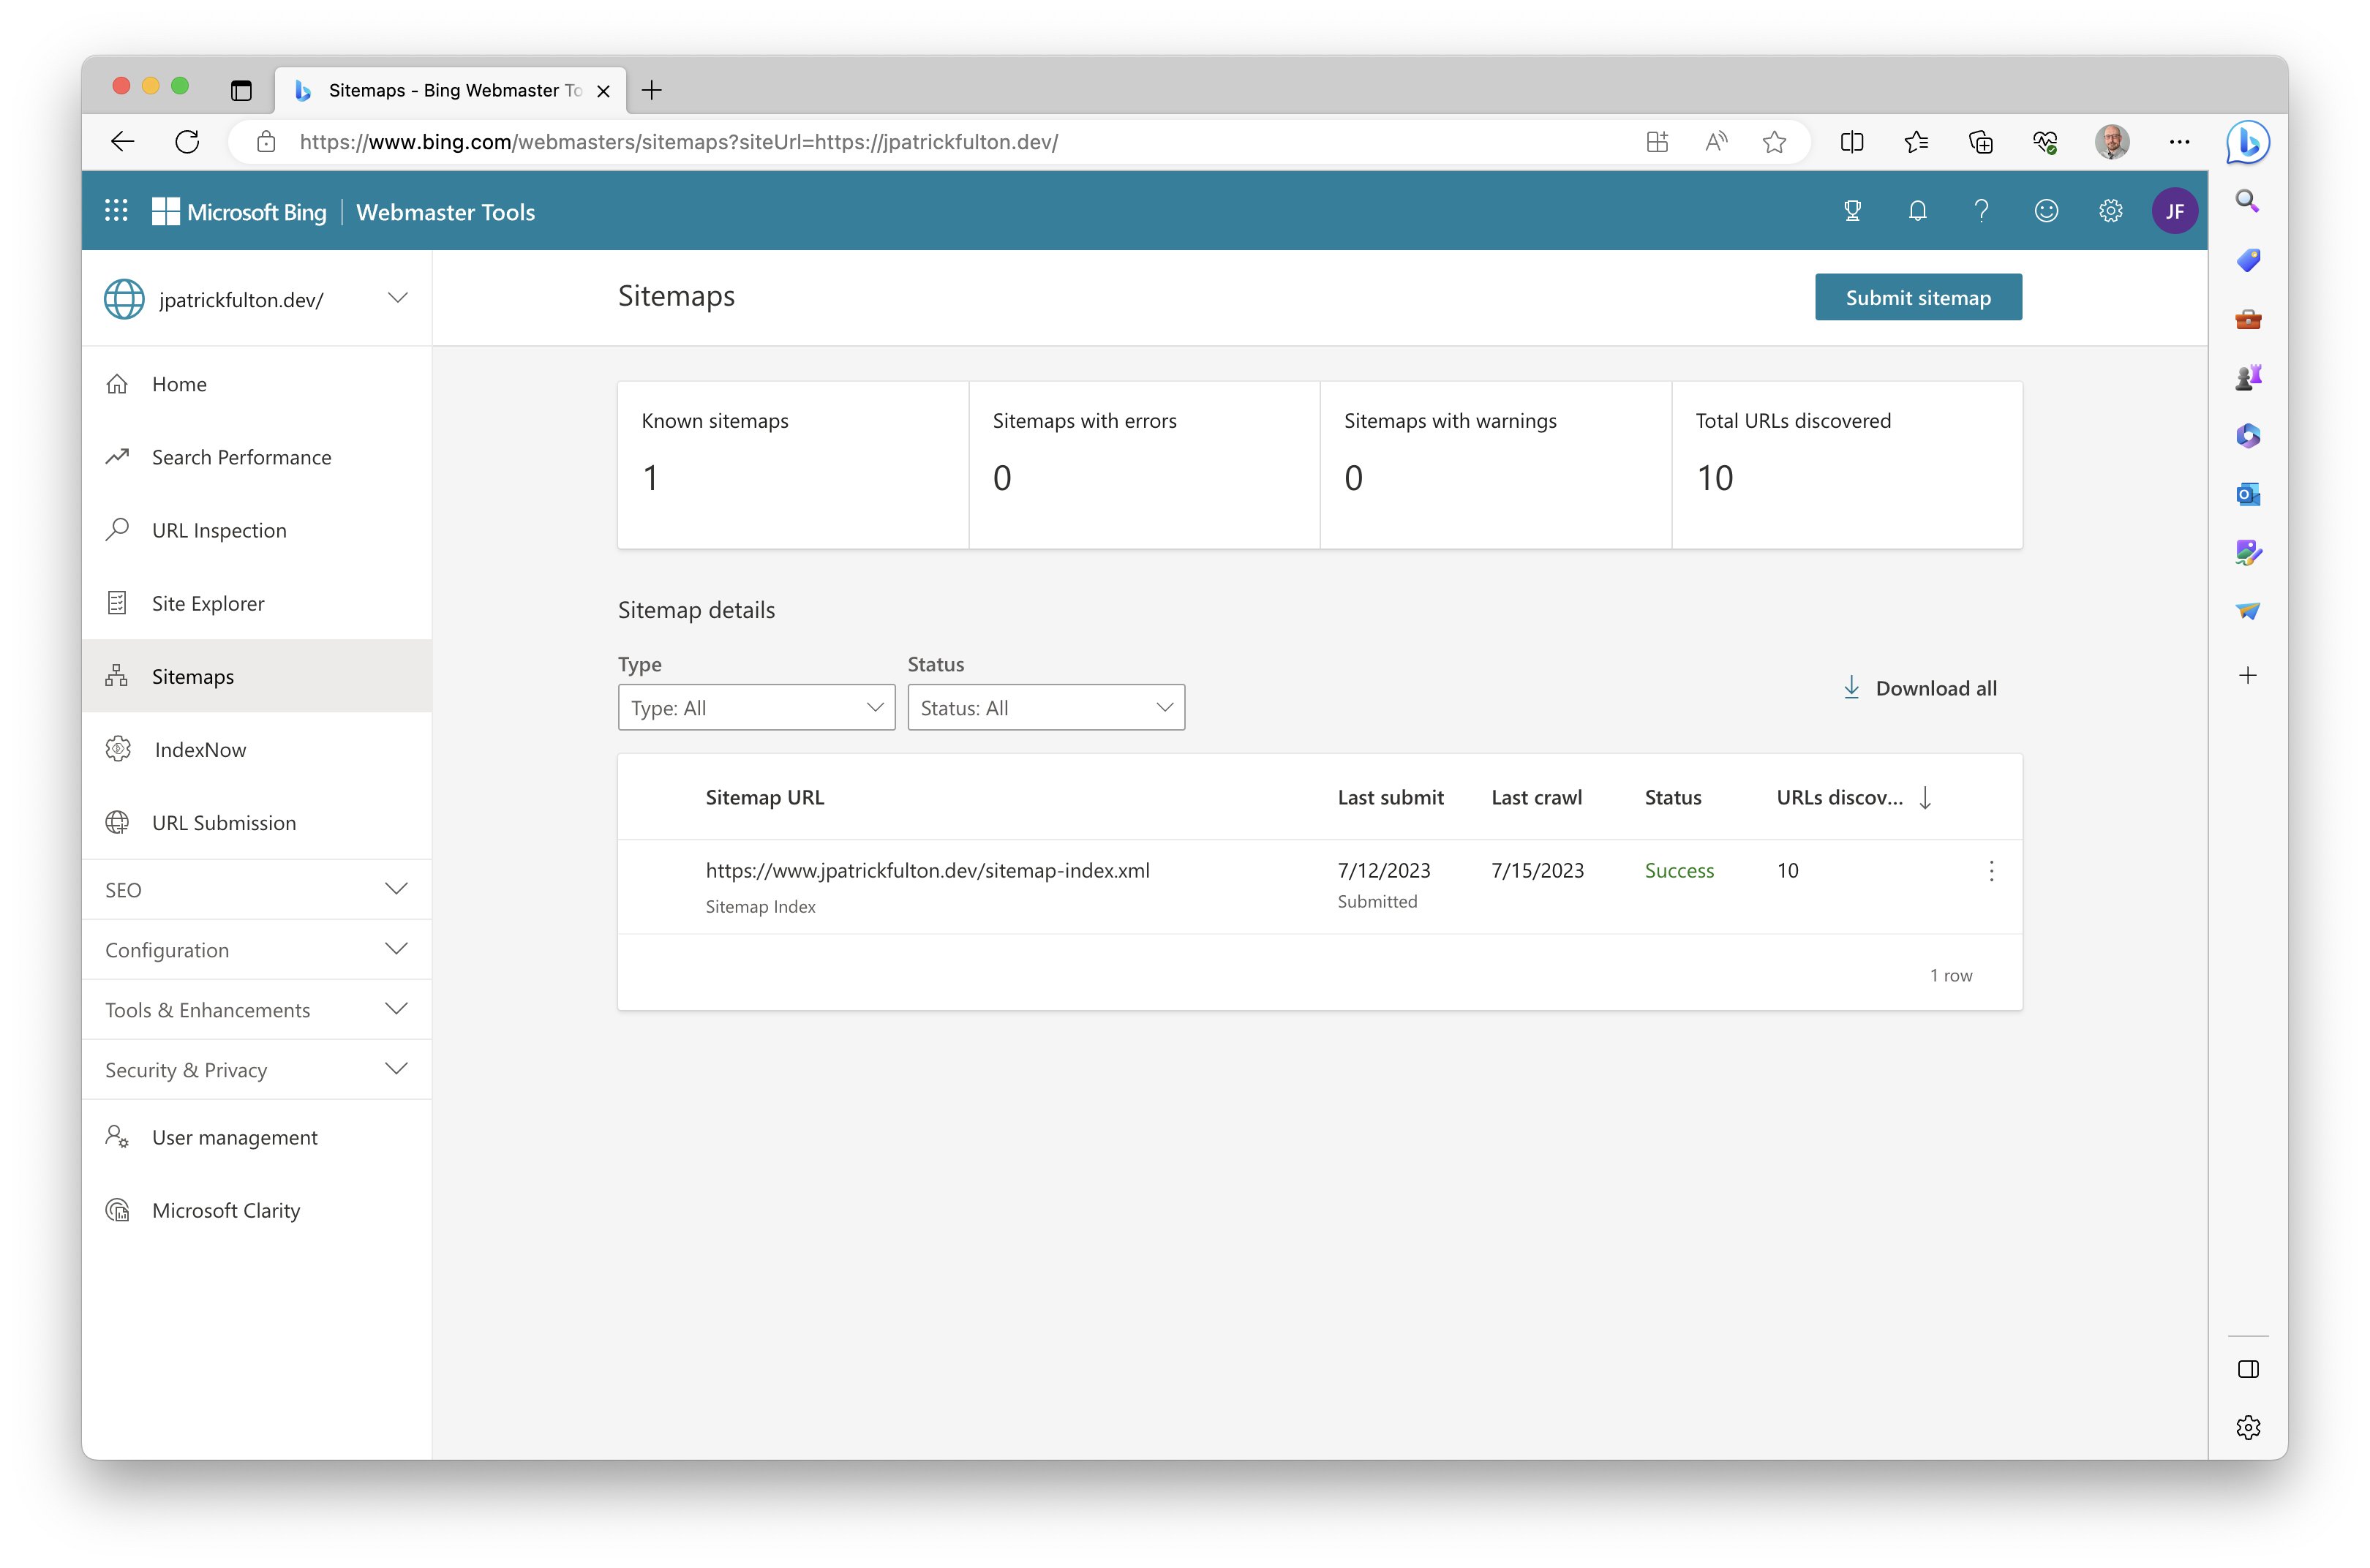 Sitemaps - Bing Webmaster To
https://www.bing.com/webmasters/sitemaps?siteUrl=https://jpatrickfulton.dev/
Microsoft Bing | Webmaster Tools
JF
jpatrickfulton.dev/
Home
Search Performance
URL Inspection
Site Explorer
Sitemaps
IndexNow
URL Submission
SEO
Configuration
Tools & Enhancements
Security & Privacy
User management
Microsoft Clarity
Sitemaps
Submit sitemap
Known sitemaps
1
Sitemaps with errors
0
Sitemaps with warnings
0
Total URLs discovered
10
Sitemap details
Type
Type: All
Status
Status: All
Download all
Sitemap URL Last submit Last crawl Status URLs discov...
https://www.jpatrickfulton.dev/sitemap-index.xml 7/12/2023 7/15/2023 Success 10
Sitemap Index Submitted
1 row